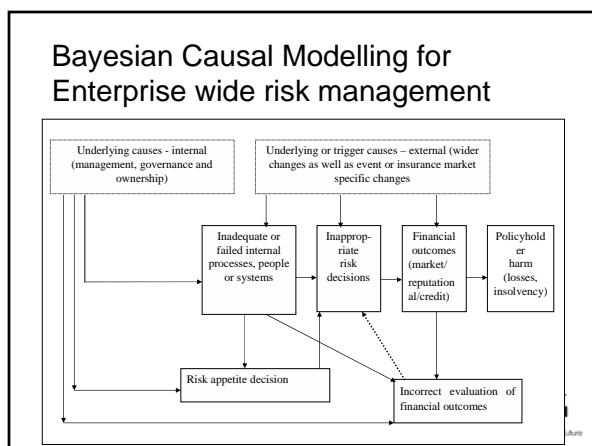 Bayesian Causal Modelling for
Enterprise wide risk management
Underlying causes - internal
(management, governance and
ownership)
Underlying or trigger causes – external (wider
changes as well as event or insurance market
specific changes
Inadequate or
failed internal
processes, people
or systems
Inapprop-
riate
risk
decisions
Financial
outcomes
(market/
reputation
al/credit)
Policyhold
er
harm
(losses,
insolvency)
Risk appetite decision
Incorrect evaluation of
financial outcomes